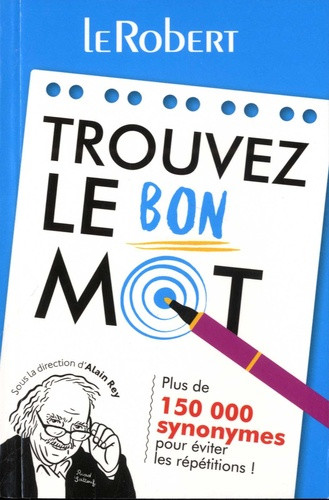 LE ROBERT
TROUVEZ
LE BON
MOT
Sous la direction d'Alain Rey
Plus de
150 000
synonymes
pour éviter
les répétitions !